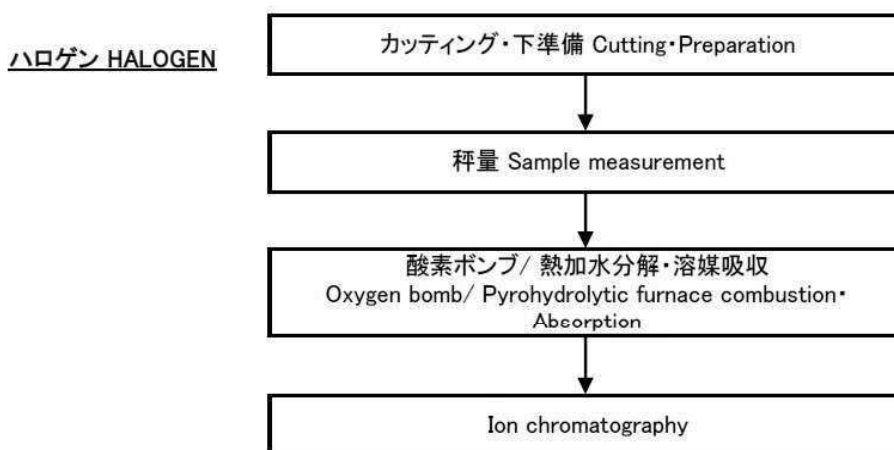 ハロゲン HALOGEN
カッティング・下準備 Cutting・Preparation
秤量 Sample measurement
酸素ボンブ/ 熱加水分解・溶媒吸収
Oxygen bomb/ Pyrohydrolytic furnace combustion・
Absorption
Ion chromatography